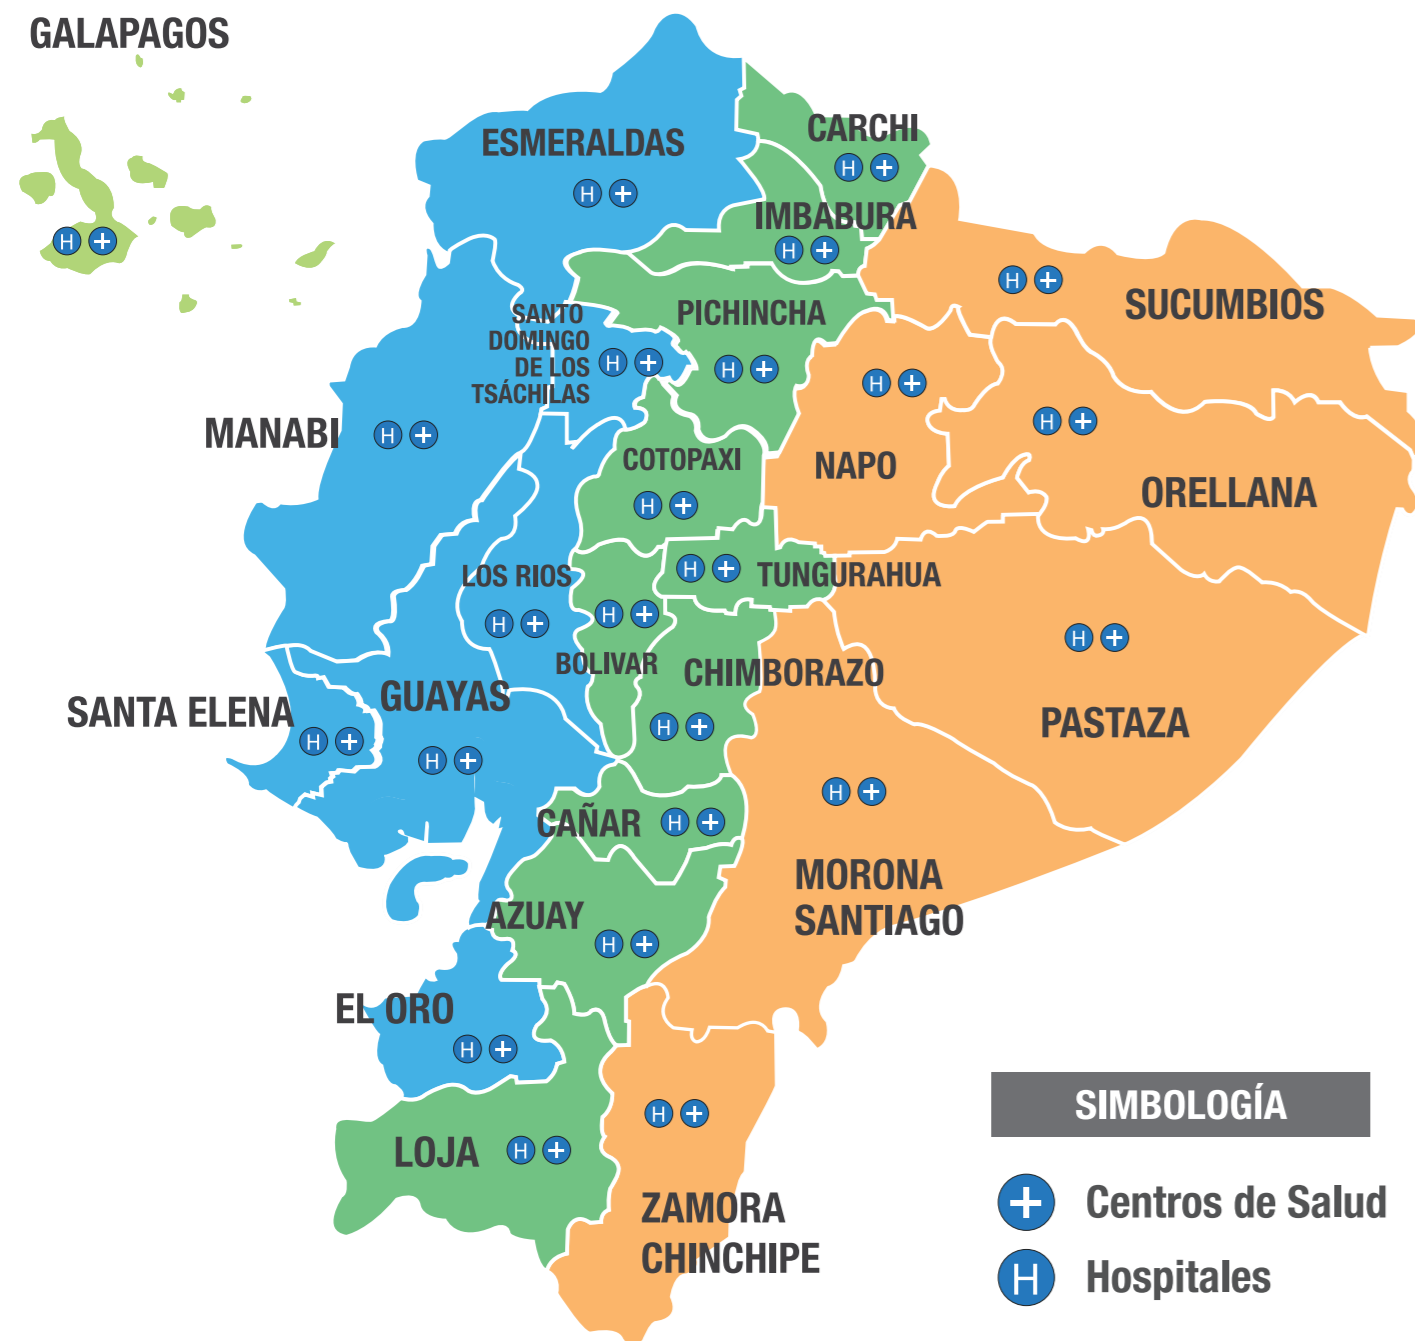 GALAPAGOS
ESMERALDAS
CARCHI
H
H
IMBABURA
H
H
H
SUCUMBIOS
SANTO
DOMINGO
DE LOS
TSÁCHILAS
H
PICHINCHA
H
H
NAPO
MANABI
H
H
ORELLANA
COTOPAXI
H
LOS RIOS
H
H
TUNGURAHUA
H
BOLIVAR
CHIMBORAZO
H
H
PASTAZA
SANTA ELENA
H
GUAYAS
H
H
MORONA
SANTIAGO
CAÑAR
H
AZUAY
H
EL ORO
H
LOJA
H
H
ZAMORA
CHINCHIPE
SIMBOLOGÍA
Centros de Salud
H
Hospitales